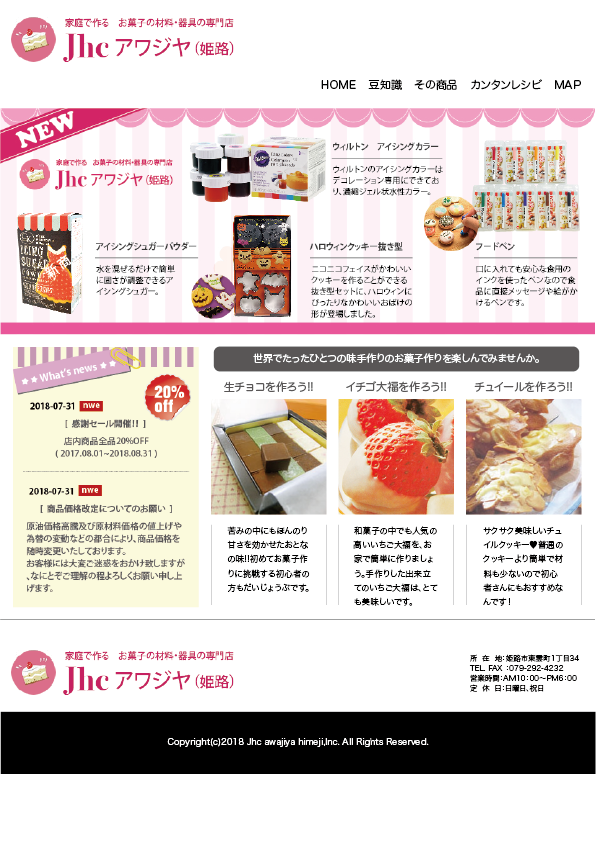 家庭で作る　お菓子の材料・器具の専門店
Jhc アワジヤ（姫路）
HOME 豆知識 その商品 カンタンレシピ MAP
NEW
家庭で作る　お菓子の材料・器具の専門店
Jhc アワジヤ（姫路）
ウィルトン　アイシングカラー
ウィルトンのアイシングカラーは
デコレーション専用にできてお
り、濃縮ジェル状水性カラー。
アイシングシュガーパウダー
水を混ぜるだけで簡単
に固さが調整できるア
イシングシュガー。
ハロウィンクッキー抜き型
ニコニコフェイスがかわいい
クッキーを作ることができる
抜き型セットに、ハロウィンに
ぴったりなかわいいおばけの
形が登場しました。
フードペン
口に入れても安心な食用の
インクを使ったペンなので食
品に直接メッセージや絵がか
けるペンです。
What's news
20%
off
2018-07-31 nwe
[ 感謝セール開催!! ]
店内商品全品20%OFF
( 2017.08.01~2018.08.31 )
2018-07-31 nwe
[ 商品価格改定についてのお願い ]
原油価格高騰及び原材料価格の値上げや
為替の変動などの都合により、商品価格を
随時変更いたしております。
お客様には大変ご迷惑をおかけ致しますが
、なにとぞご理解の程よろしくお願い申し上
げます。
世界でたったひとつの味手作りのお菓子作りを楽しんでみませんか。
生チョコを作ろう!!
苦みの中にもほんのり
甘さを効かせたおとな
の味!!初めてお菓子作
りに挑戦する初心者の
方もだいじょうぶです。
イチゴ大福を作ろう!!
和菓子の中でも人気の
高いいちご大福を、お
家で簡単に作りましょ
う。手作りした出来立
てのいちご大福は、とて
も美味しいです。
チュイールを作ろう!!
サクサク美味しいチュ
イルクッキー♥普通の
クッキーより簡単で材
料も少ないので初心
者さんにもおすすめな
んです！
家庭で作る　お菓子の材料・器具の専門店
Jhc アワジヤ（姫路）
所　在　地：姫路市東雲町1丁目34
TEL. FAX ：079-292-4232
営業時間：AM10：00～PM6：00
定　休　日：日曜日、祝日
Copyright(c)2018 Jhc awajiya himeji,Inc. All Rights Reserved.